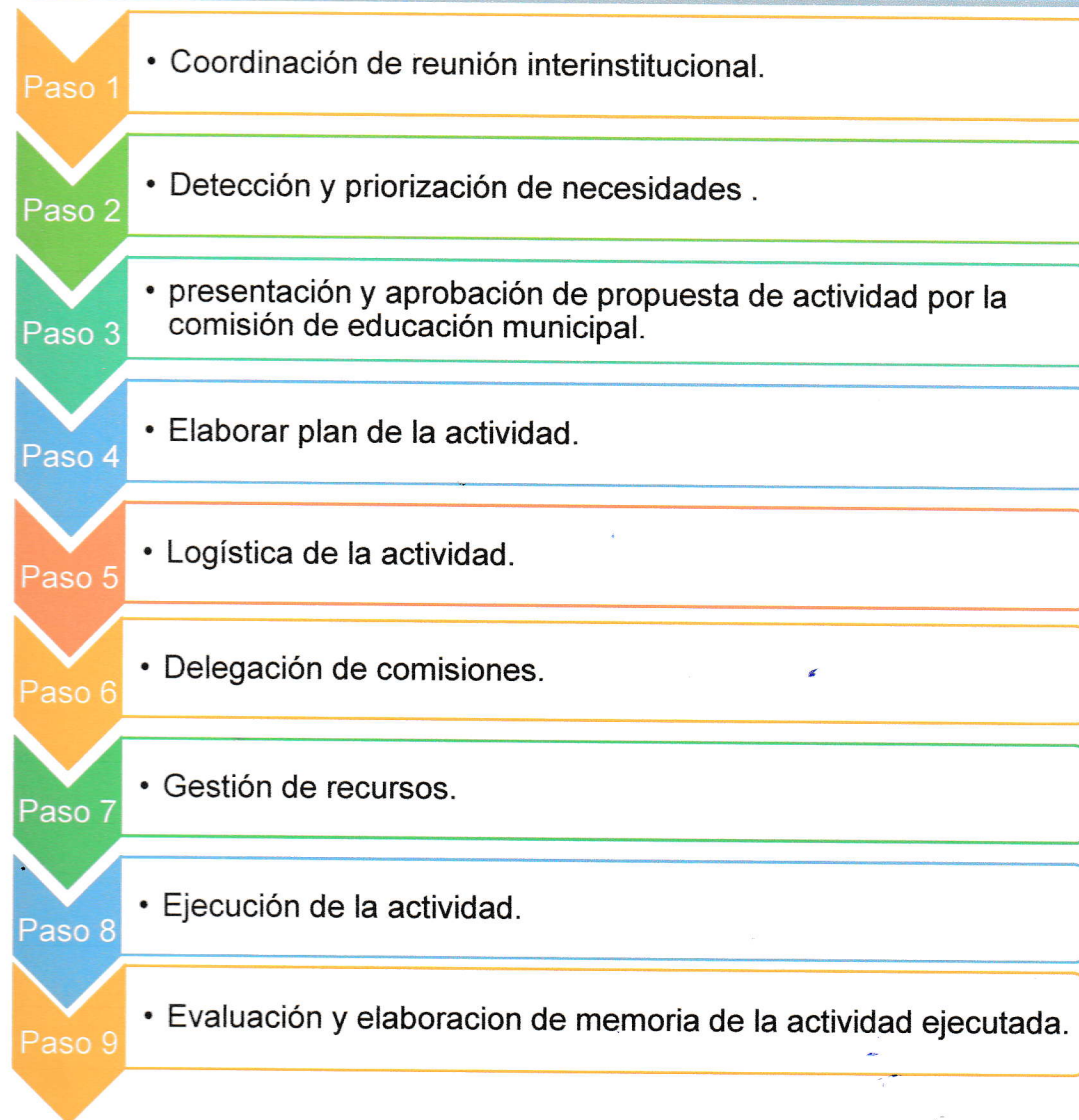 Paso 1
• Coordinación de reunión interinstitucional.
Paso 2
• Detección y priorización de necesidades .
Paso 3
• presentación y aprobación de propuesta de actividad por la
comisión de educación municipal.
Paso 4
• Elaborar plan de la actividad.
Paso 5
• Logística de la actividad.
Paso 6
• Delegación de comisiones.
Paso 7
• Gestión de recursos.
Paso 8
• Ejecución de la actividad.
Paso 9
• Evaluación y elaboracion de memoria de la actividad ejecutada.